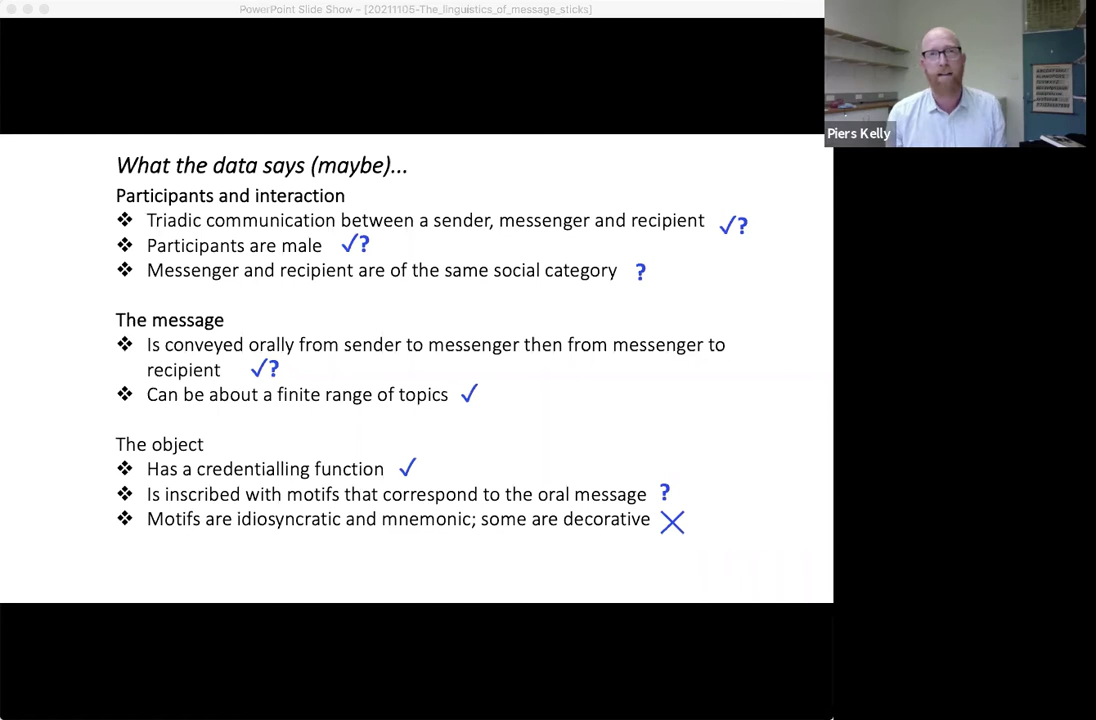 PowerPoint Slide Show – [20211105-The_linguistics_of_message_sticks]
Piers Kelly
What the data says (maybe)...
Participants and interaction
❖ Triadic communication between a sender, messenger and recipient ✓?
❖ Participants are male ✓?
❖ Messenger and recipient are of the same social category ?
The message
❖ Is conveyed orally from sender to messenger then from messenger to
recipient ✓?
❖ Can be about a finite range of topics ✓
The object
❖ Has a credentialling function ✓
❖ Is inscribed with motifs that correspond to the oral message ?
❖ Motifs are idiosyncratic and mnemonic; some are decorative ✕